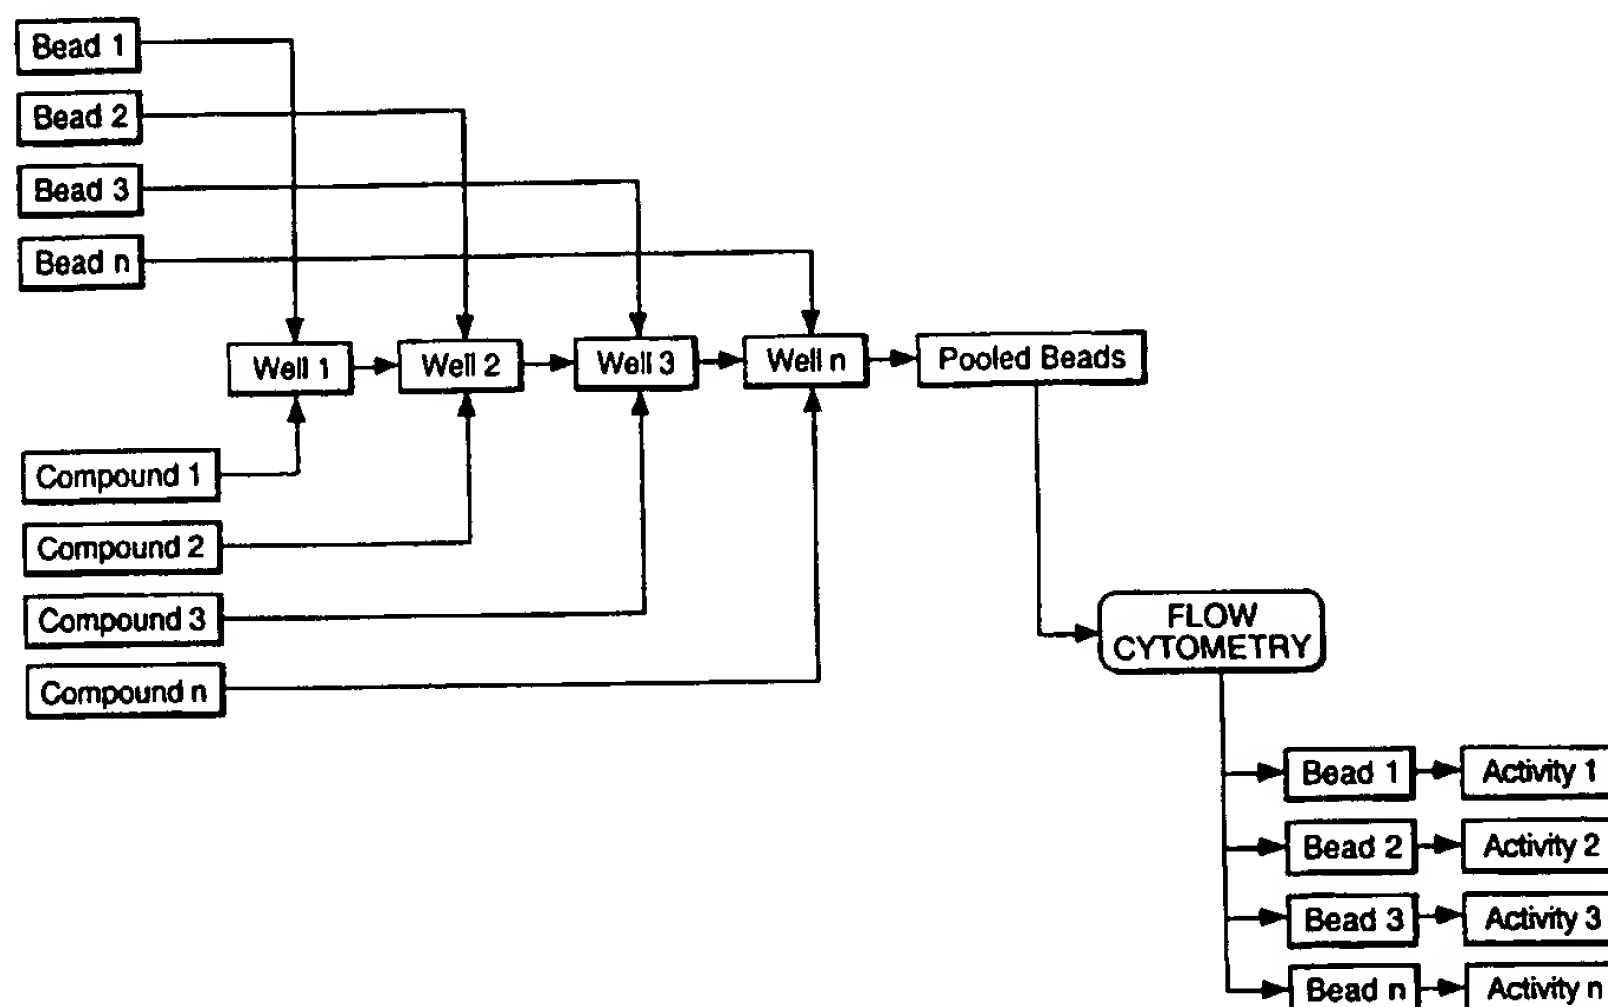 Bead 1
Bead 2
Bead 3
Bead n
Well 1
Well 2
Well 3
Well n
Pooled Beads
Compound 1
Compound 2
Compound 3
Compound n
FLOW
CYTOMETRY
Bead 1
Activity 1
Bead 2
Activity 2
Bead 3
Activity 3
Bead n
Activity n